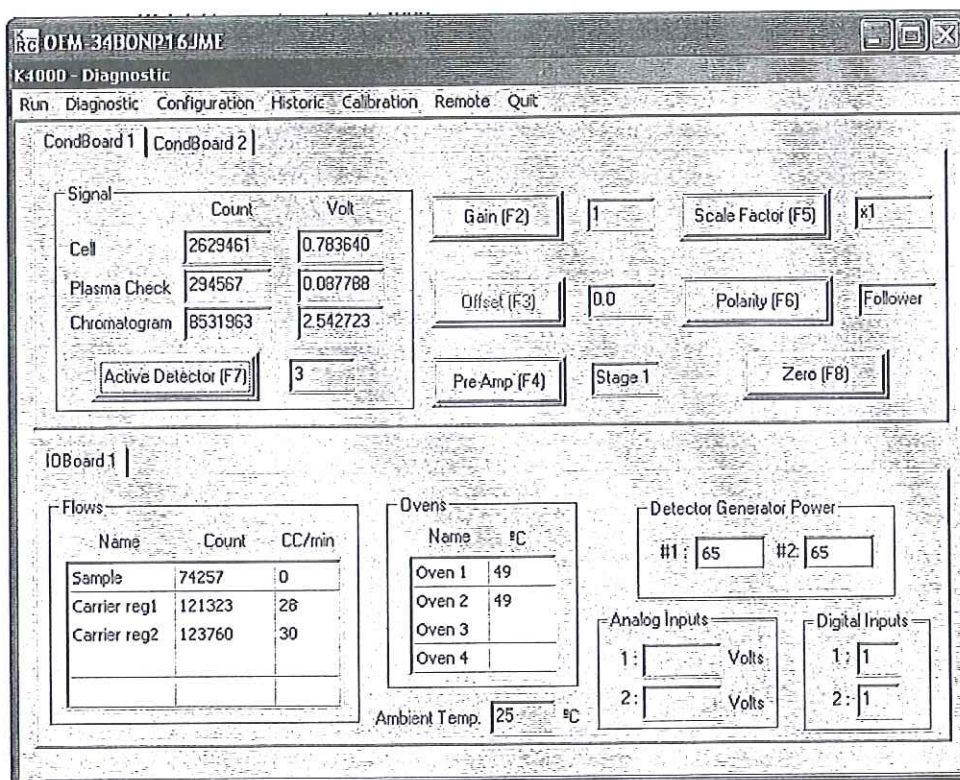 K RC OEM-34BONP16JME
K4000 - Diagnostic
Run Diagnostic Configuration Historic Calibration Remote Quit
CondBoard 1 CondBoard 2
Signal
Count Volt
Cell 2629461 0.783640
Plasma Check 294567 0.087788
Chromatogram 8531963 2.542723
Active Detector (F7) 3
Gain (F2) 1 Scale Factor (F5) x1
Offset (F3) 0.0 Polarity (F6) Follower
Pre-Amp (F4) Stage 1 Zero (F8)
IOBoard 1
Flows
Name Count CC/min
Sample 74257 0
Carrier reg1 121323 28
Carrier reg2 123760 30
Ovens
Name ºC
Oven 1 49
Oven 2 49
Oven 3
Oven 4
Ambient Temp. 25 ºC
Detector Generator Power
#1: 65 #2: 65
Analog Inputs
1: Volts
2: Volts
Digital Inputs
1: 1
2: 1